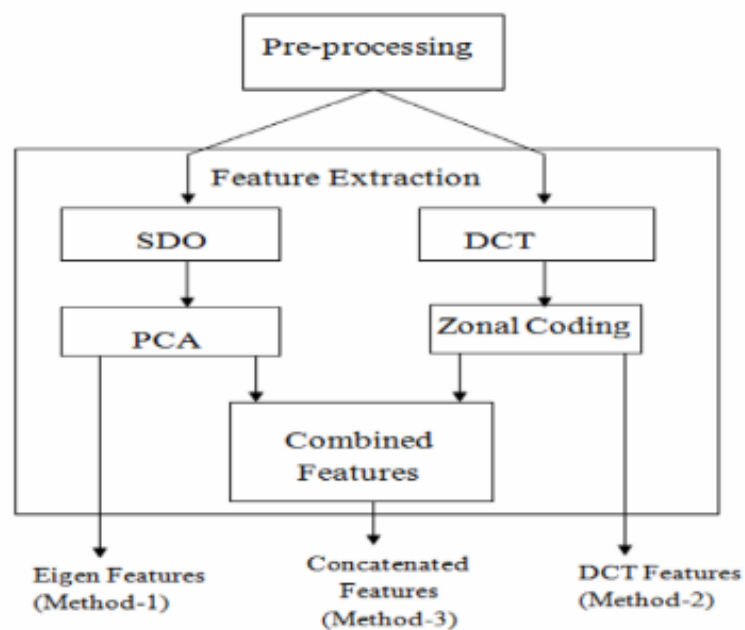 Pre-processing
Feature Extraction
SDO
DCT
PCA
Zonal Coding
Combined
Features
Eigen Features
(Method-1)
Concatenated
Features
(Method-3)
DCT Features
(Method-2)